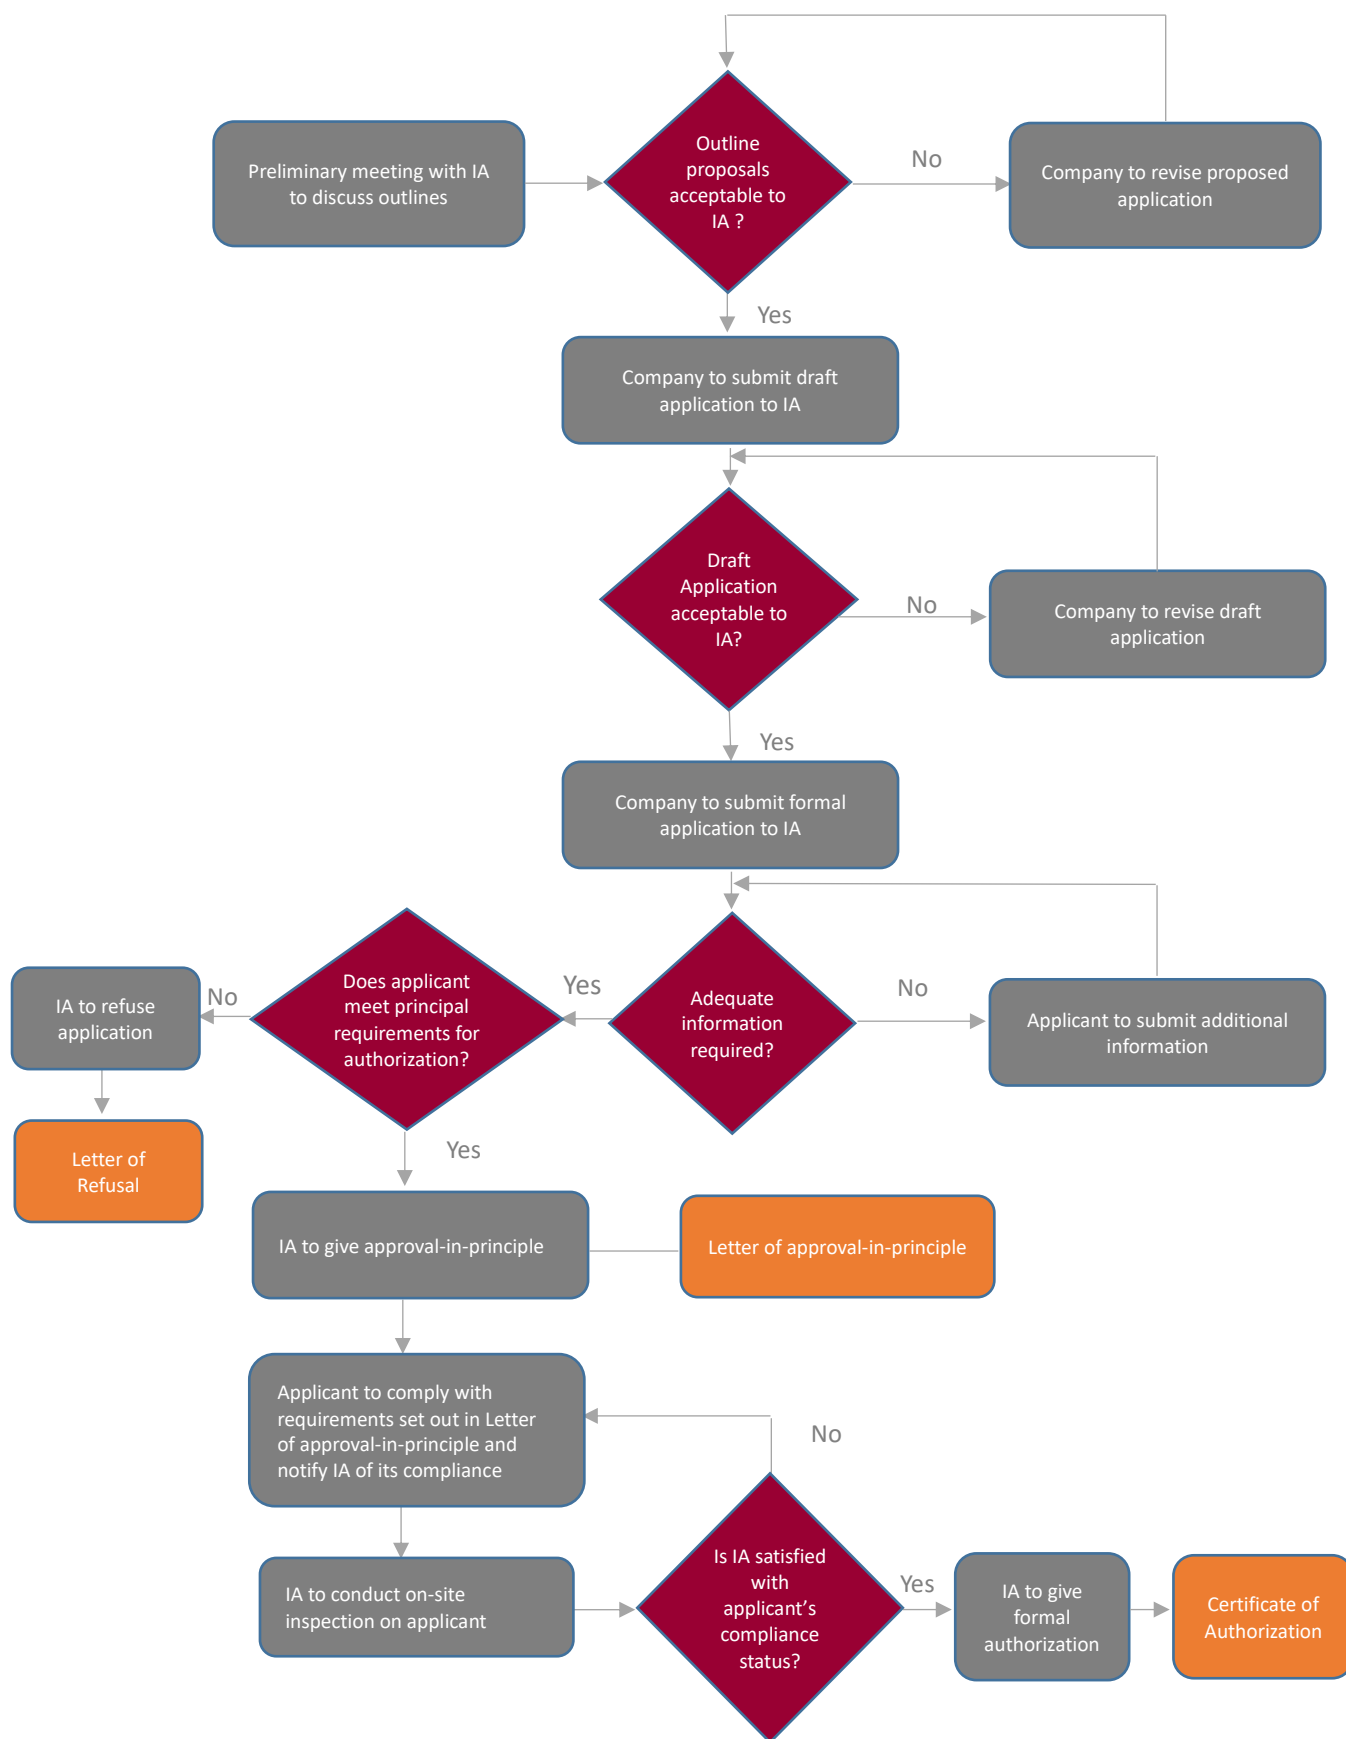 Preliminary meeting with IA
to discuss outlines
Outline
proposals
acceptable to
IA ?
No
Company to revise proposed
application
Yes
Company to submit draft
application to IA
Draft
Application
acceptable to
IA?
No
Company to revise draft
application
Yes
Company to submit formal
application to IA
IA to refuse
application
No
Does applicant
meet principal
requirements for
authorization?
Yes
Adequate
information
required?
No
Applicant to submit additional
information
Letter of
Refusal
Yes
IA to give approval-in-principle
Letter of approval-in-principle
Applicant to comply with
requirements set out in Letter
of approval-in-principle and
notify IA of its compliance
No
IA to conduct on-site
inspection on applicant
Is IA satisfied
with
applicant’s
compliance
status?
Yes
IA to give
formal
authorization
Certificate of
Authorization